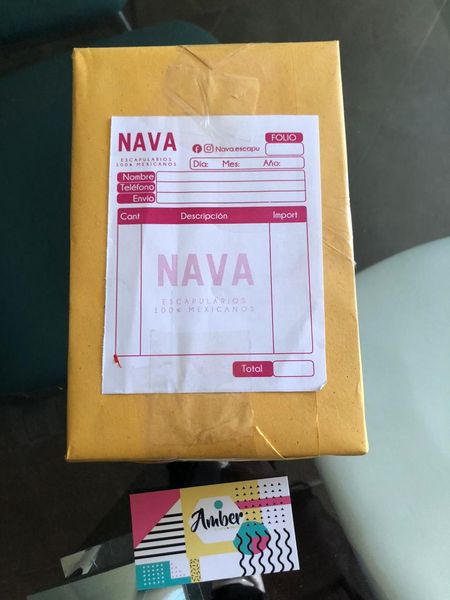 NAVA
ESCAPULARIOS
100% MEXICANOS
Nava.escapu
FOLIO
Día: Mes: Año:
Nombre
Teléfono
Envio
Cant Descripción Import
NAVA
ESCAPULARIOS
100% MEXICANOS
Total
Amber